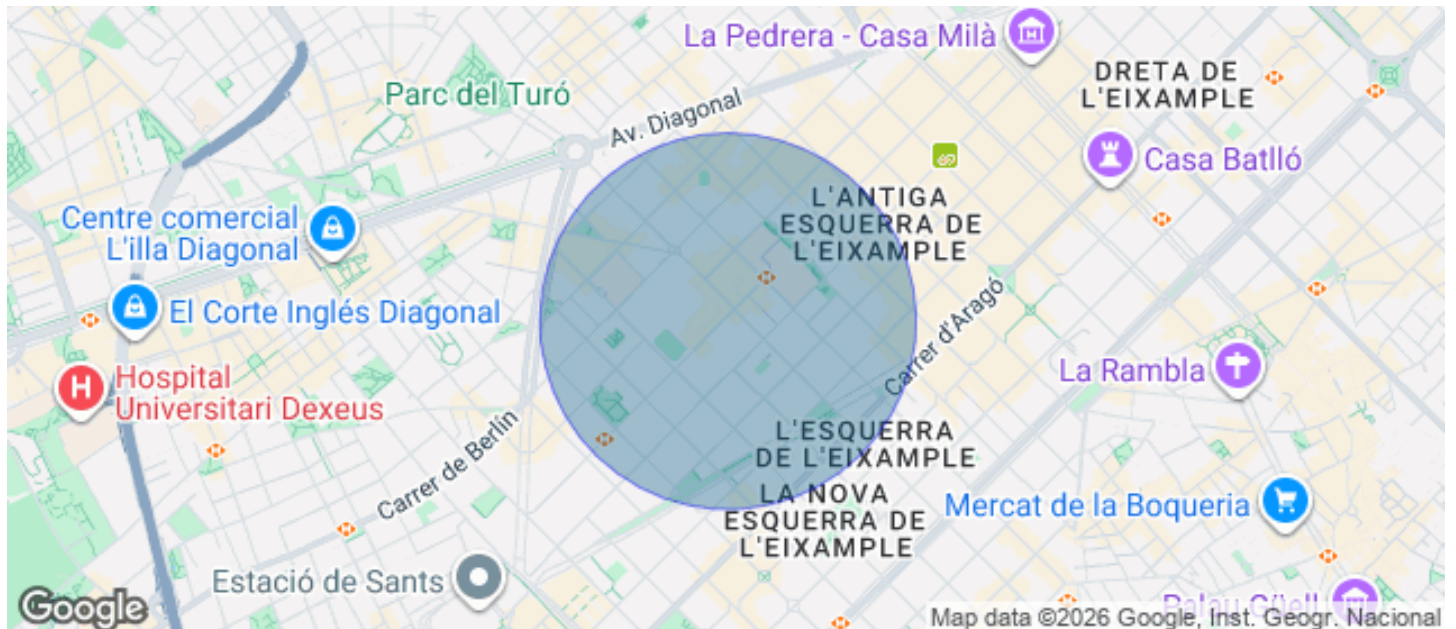 La Pedrera - Casa Milà
DRETA DE
L'EIXAMPLE
Parc del Turó
Av. Diagonal
Casa Batlló
L'ANTIGA
ESQUERRA DE
L'EIXAMPLE
Centre comercial
L'illa Diagonal
El Corte Inglés Diagonal
Carrer d'Aragó
La Rambla
Hospital
Universitari Dexeus
L'ESQUERRA
DE L'EIXAMPLE
Carrer de Berlín
LA NOVA
ESQUERRA DE
L'EIXAMPLE
Mercat de la Boqueria
Estació de Sants
Palau Güell
Google
Map data ©2026 Google, Inst. Geogr. Nacional